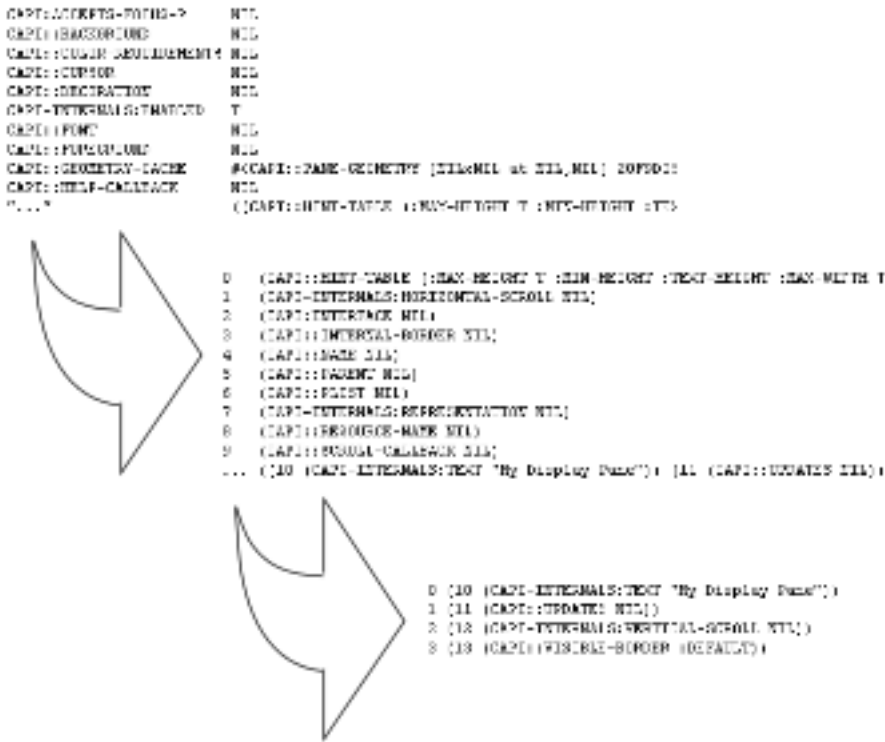 CAPI:ACCEPTS-FOCUS-P NIL
CAPI::BACKGROUND NIL
CAPI::COLOR-REQUIREMENTS NIL
CAPI::CURSOR NIL
CAPI::DECORATION NIL
CAPI-INTERNALS:ENABLED T
CAPI::FONT NIL
CAPI::FOREGROUND NIL
CAPI::GEOMETRY-CACHE #<CAPI::PANE-GEOMETRY [NILxNIL at NIL,NIL]
CAPI::HELP-CALLBACK NIL
"..." ((CAPI::HINT-TABLE (:MAX-HEIGHT T :MIN-HEIGHT
0 (CAPI::HINT-TABLE (:MAX-HEIGHT T :MIN-HEIGHT :TEXT-HEIGHT :MAX-WIDTH T
1 (CAPI-INTERNALS:HORIZONTAL-SCROLL NIL)
2 (CAPI:INTERFACE NIL)
3 (CAPI::INTERNAL-BORDER NIL)
4 (CAPI::NAME NIL)
5 (CAPI::PARENT NIL)
6 (CAPI::PLIST NIL)
7 (CAPI-INTERNALS:REPRESENTATION NIL)
8 (CAPI::RESOURCE-NAME NIL)
9 (CAPI::SCROLL-CALLBACK NIL)
... ((10 (CAPI-INTERNALS:TEXT "My Display Pane")) (11 (CAPI::UPDATES NIL))
0 (10 (CAPI-INTERNALS:TEXT "My Display Pane"))
1 (11 (CAPI::UPDATES NIL))
2 (12 (CAPI-INTERNALS:VERTICAL-SCROLL NIL))
3 (13 (CAPI::VISIBLE-BORDER :DEFAULT))